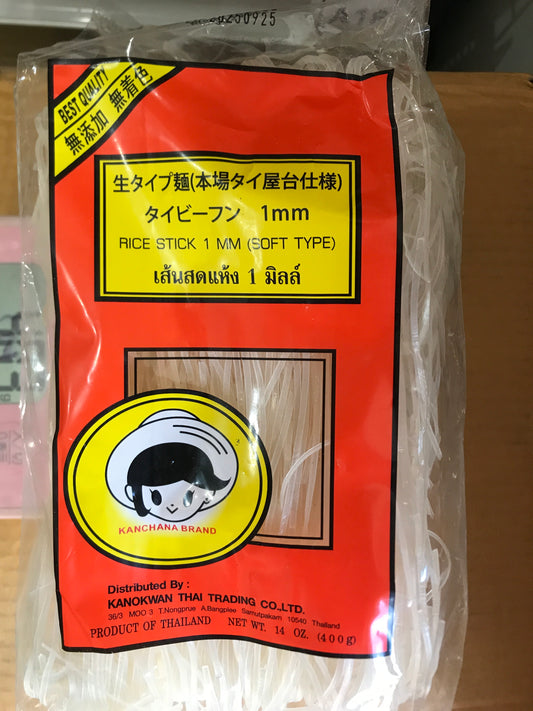 250925
BEST QUALITY
無添加 無着色
生タイプ麺(本場タイ屋台仕様)
タイビーフン 1mm
RICE STICK 1 MM (SOFT TYPE)
เส้นสดแห้ง 1 มิลล์
KANCHANA BRAND
Distributed By :
KANOKWAN THAI TRADING CO.,LTD.
36/3 MOO 3 T.Nongprue A.Bangplee Samutpakarn 10540 Thailand
PRODUCT OF THAILAND NET WT. 14 OZ. (400g)